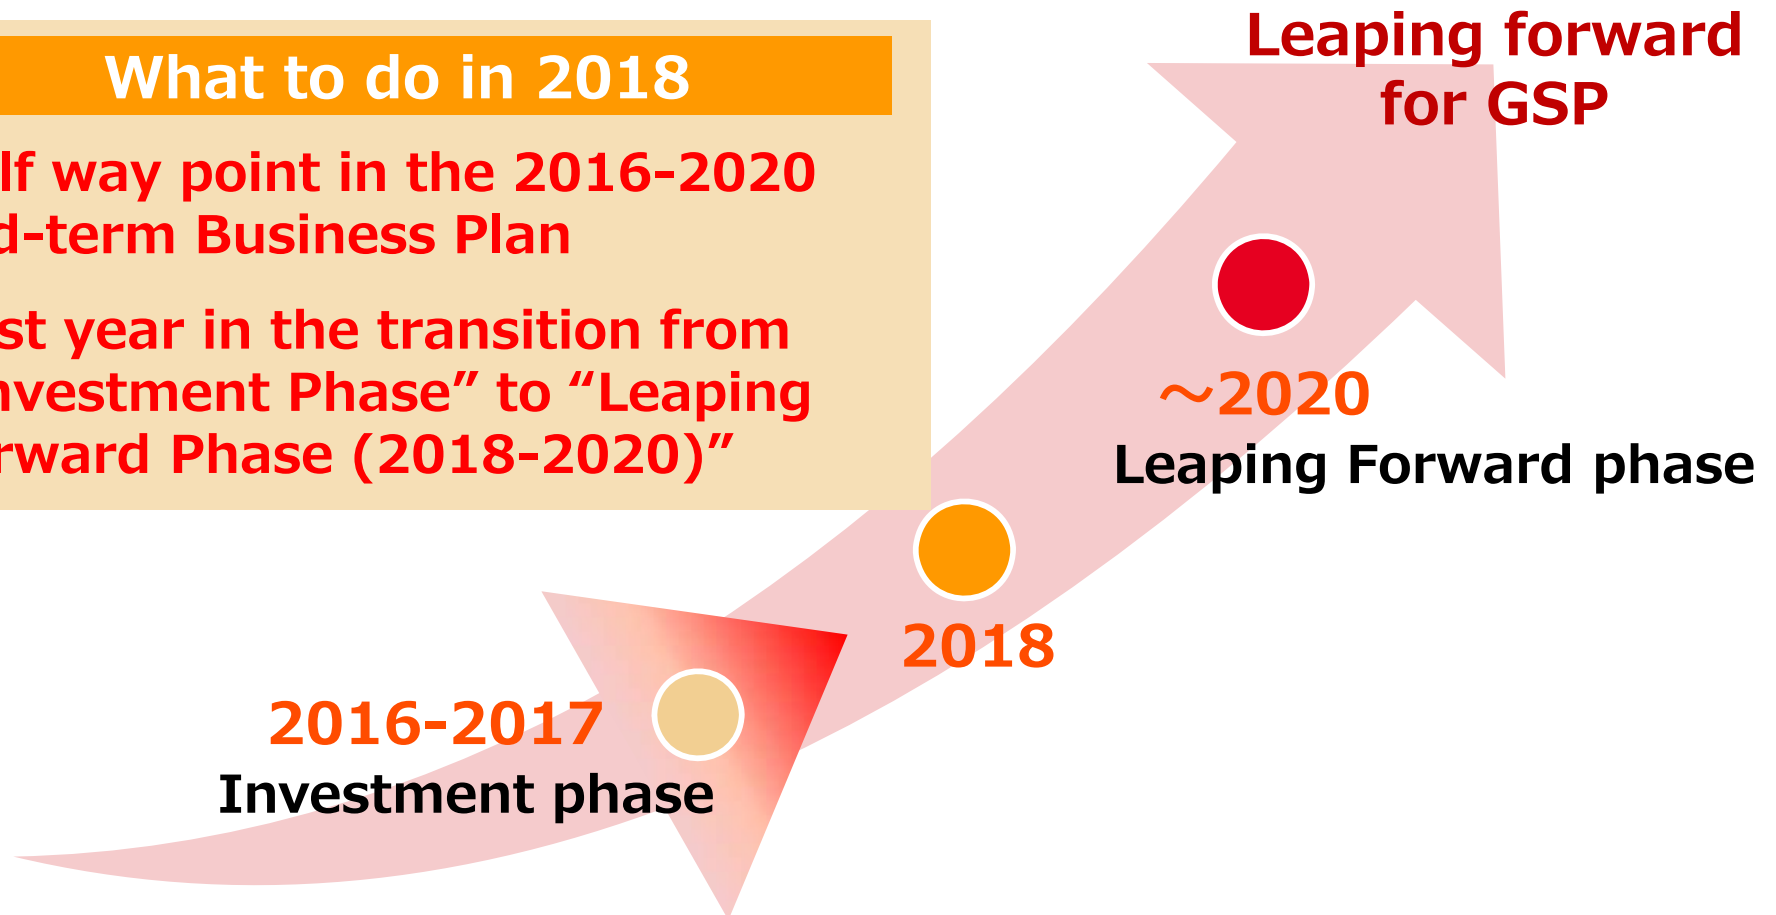 What to do in 2018
lf way point in the 2016-2020
d-term Business Plan
st year in the transition from
nvestment Phase” to “Leaping
rward Phase (2018-2020)”
Leaping forward
for GSP
～2020
Leaping Forward phase
2018
2016-2017
Investment phase